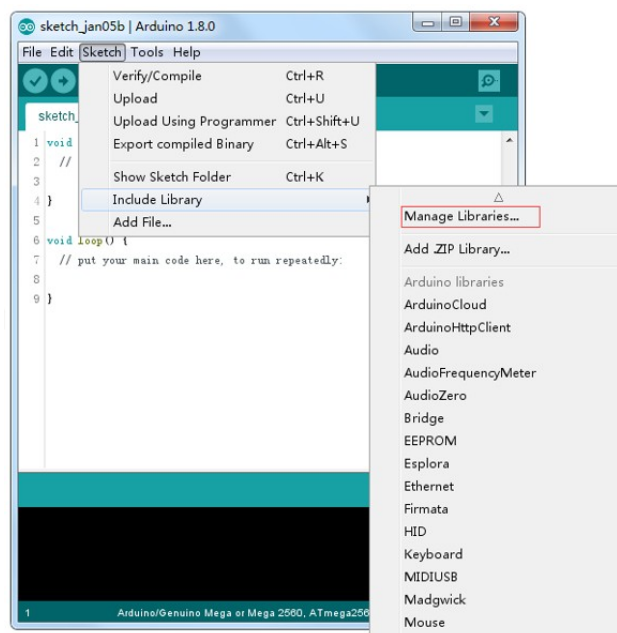 sketch_jan05b | Arduino 1.8.0
File Edit Sketch Tools Help
Verify/Compile Ctrl+R
Upload Ctrl+U
Upload Using Programmer Ctrl+Shift+U
Export compiled Binary Ctrl+Alt+S
Show Sketch Folder Ctrl+K
Include Library
Add File...
sketch_
1 void
2 //
3
4 }
5
6 void loop() {
7 // put your main code here, to run repeatedly:
8
9 }
Manage Libraries...
Add .ZIP Library...
Arduino libraries
ArduinoCloud
ArduinoHttpClient
Audio
AudioFrequencyMeter
AudioZero
Bridge
EEPROM
Esplora
Ethernet
Firmata
HID
Keyboard
MIDIUSB
Madgwick
Mouse
1 Arduino/Genuino Mega or Mega 2560, ATmega256